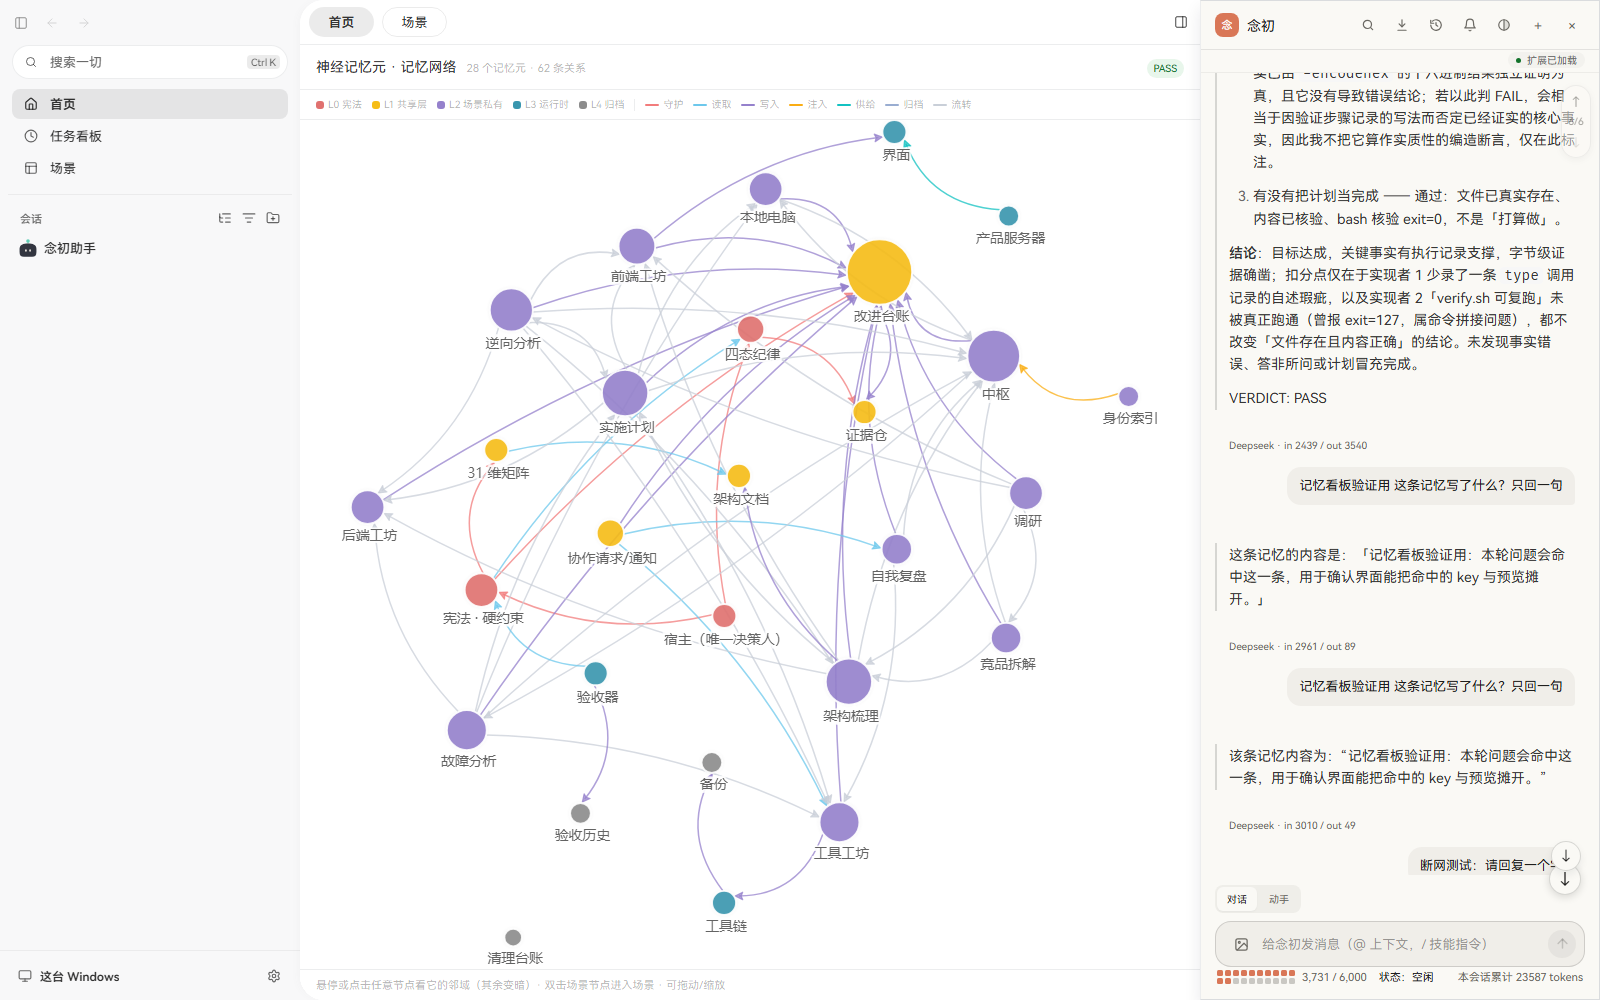 搜索一切
Ctrl K
首页
任务看板
场景
会话
念初助手
这台 Windows
首页
场景
神经记忆元 · 记忆网络
28 个记忆元 · 62 条关系
PASS
L0 宪法
L1 共享层
L2 场景私有
L3 运行时
L4 归档
守护
读取
写入
注入
供给
归档
流转
界面
本地电脑
产品服务器
前端工坊
改进台账
逆向分析
四态纪律
中枢
身份索引
实施计划
证据仓
31 维矩阵
架构文档
调研
后端工坊
协作请求/通知
自我复盘
宪法 · 硬约束
宿主（唯一决策人）
竞品拆解
验收器
架构梳理
故障分析
备份
验收历史
工具工坊
工具链
清理台账
悬停或点击任意节点看它的邻域（其余变暗）· 双击场景节点进入场景 · 可拖动/缩放
念
念初
扩展已加载
真，且它没有导致错误结论；若以此判 FAIL，会相
当于因验证步骤记录的写法而否定已经证实的核心事
实，因此我不把它算作实质性的编造断言，仅在此标
注。
3. 有没有把计划当完成 —— 通过：文件已真实存在、
内容已核验、bash 核验 exit=0，不是「打算做」。
结论：目标达成，关键事实有执行记录支撑，字节级证
据确凿；扣分点仅在于实现者 1 少录了一条 type 调用
记录的自述瑕疵，以及实现者 2「verify.sh 可复跑」未
被真正跑通（曾报 exit=127，属命令拼接问题），都不
改变「文件存在且内容正确」的结论。未发现事实错
误、答非所问或计划冒充完成。
VERDICT: PASS
Deepseek · in 2439 / out 3540
记忆看板验证用 这条记忆写了什么？只回一句
这条记忆的内容是：「记忆看板验证用：本轮问题会命
中这一条，用于确认界面能把命中的 key 与预览摊
开。」
Deepseek · in 2961 / out 89
记忆看板验证用 这条记忆写了什么？只回一句
该条记忆内容为：“记忆看板验证用：本轮问题会命中这
一条，用于确认界面能把命中的 key 与预览摊开。”
Deepseek · in 3010 / out 49
断网测试：请回复一个
对话
动手
给念初发消息（@ 上下文，/ 技能指令）
3,731 / 6,000
状态：空闲
本会话累计 23587 tokens